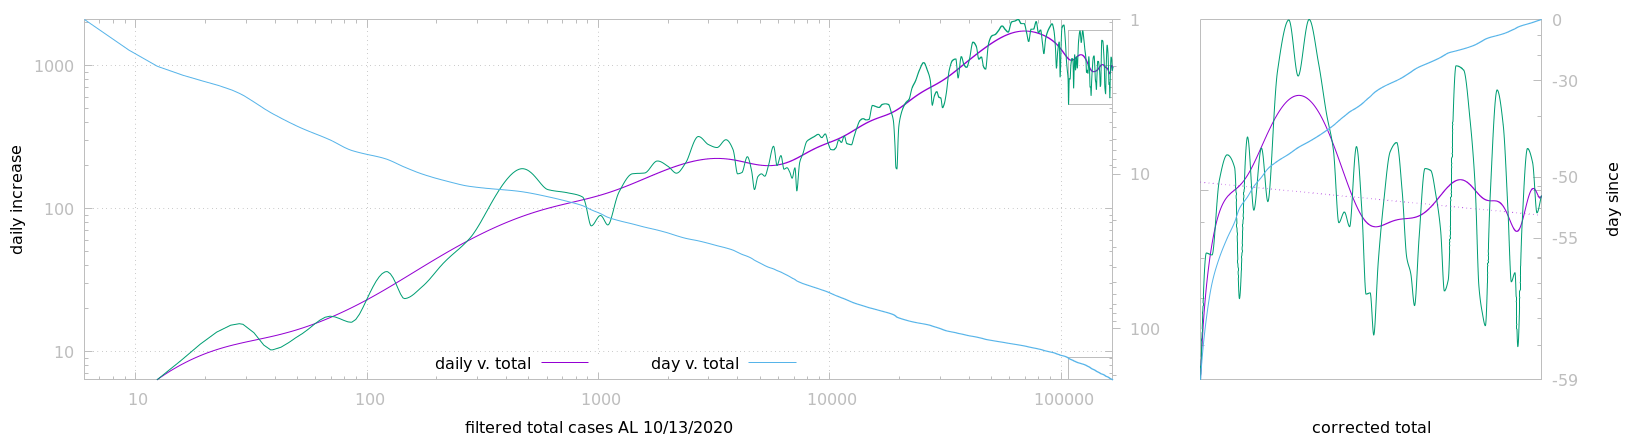 daily increase
1000
100
10
10
100
1000
10000
100000
1
10
100
daily v. total
day v. total
filtered total cases AL 10/13/2020
0
-30
-50
-55
-59
day since
corrected total